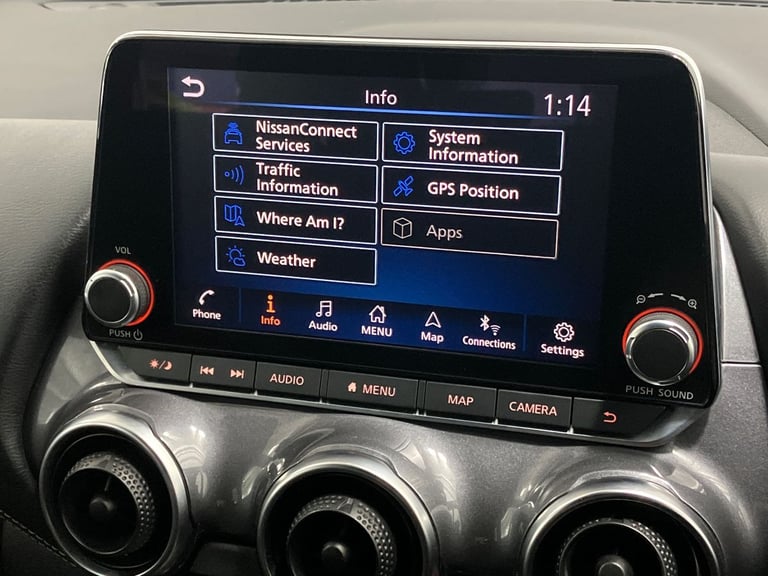 Info
1:14
NissanConnect
Services
System
Information
Traffic
Information
GPS Position
Where Am I?
Apps
Weather
Phone
Info
Audio
MENU
Map
Connections
Settings
VOL
PUSH
PUSH SOUND
AUDIO
MENU
MAP
CAMERA